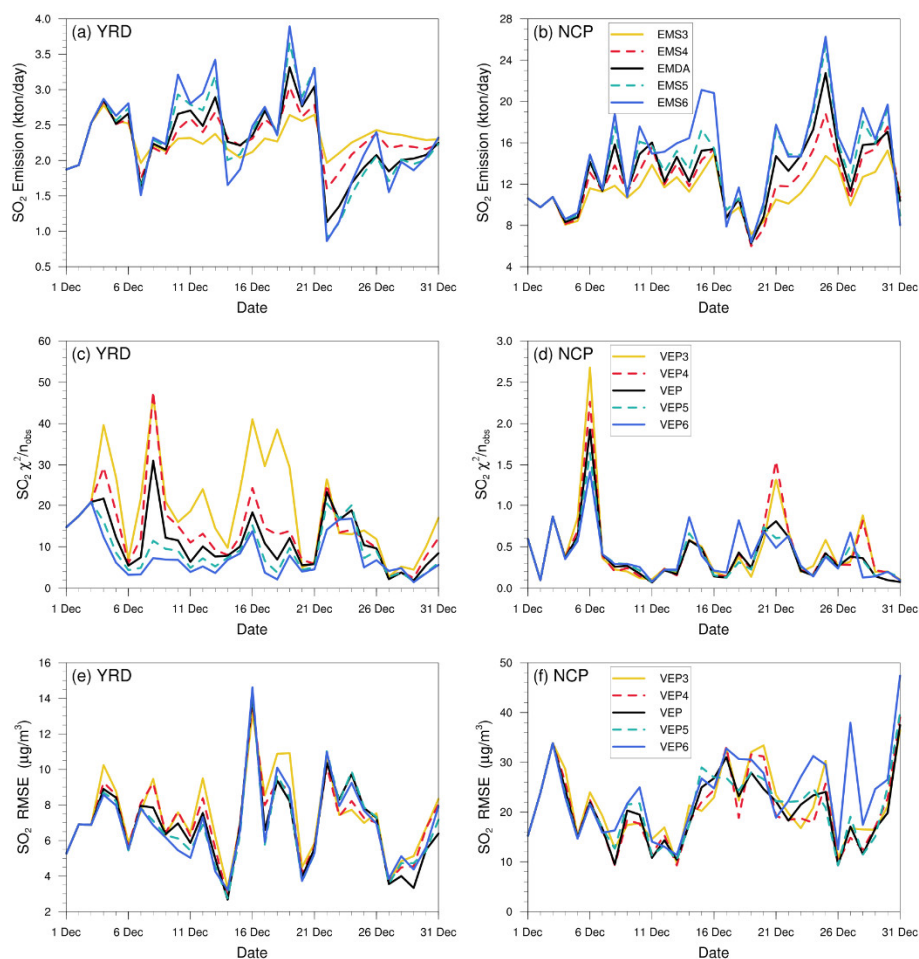 (a) YRD
SO2 Emission (kton/day)
4.0
3.5
3.0
2.5
2.0
1.5
1.0
0.5
1 Dec 6 Dec 11 Dec 16 Dec 21 Dec 26 Dec 31 Dec
Date
(b) NCP
EMS3
EMS4
EMDA
EMS5
EMS6
SO2 Emission (kton/day)
28
24
20
16
12
8
4
1 Dec 6 Dec 11 Dec 16 Dec 21 Dec 26 Dec 31 Dec
Date
(c) YRD
SO2 χ²/nobs
60
50
40
30
20
10
0
1 Dec 6 Dec 11 Dec 16 Dec 21 Dec 26 Dec 31 Dec
Date
(d) NCP
VEP3
VEP4
VEP
VEP5
VEP6
SO2 χ²/nobs
3.0
2.5
2.0
1.5
1.0
0.5
0.0
1 Dec 6 Dec 11 Dec 16 Dec 21 Dec 26 Dec 31 Dec
Date
(e) YRD
SO2 RMSE (μg/m³)
16
14
12
10
8
6
4
2
1 Dec 6 Dec 11 Dec 16 Dec 21 Dec 26 Dec 31 Dec
Date
(f) NCP
VEP3
VEP4
VEP
VEP5
VEP6
SO2 RMSE (μg/m³)
50
40
30
20
10
0
1 Dec 6 Dec 11 Dec 16 Dec 21 Dec 26 Dec 31 Dec
Date